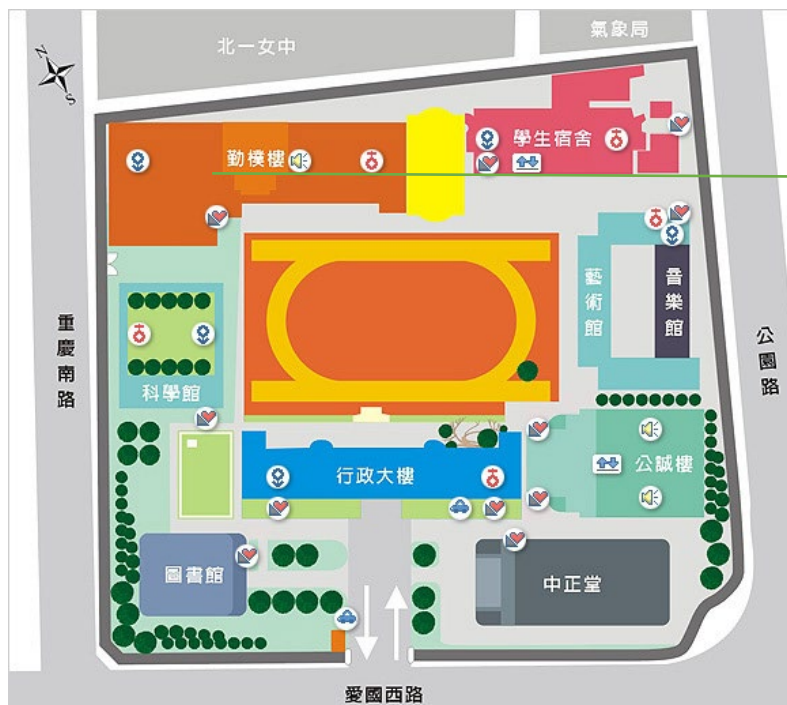 北一女中
氣象局
N
S
勤樸樓
學生宿舍
重慶南路
藝術館
音樂館
公園路
科學館
行政大樓
公誠樓
圖書館
中正堂
愛國西路